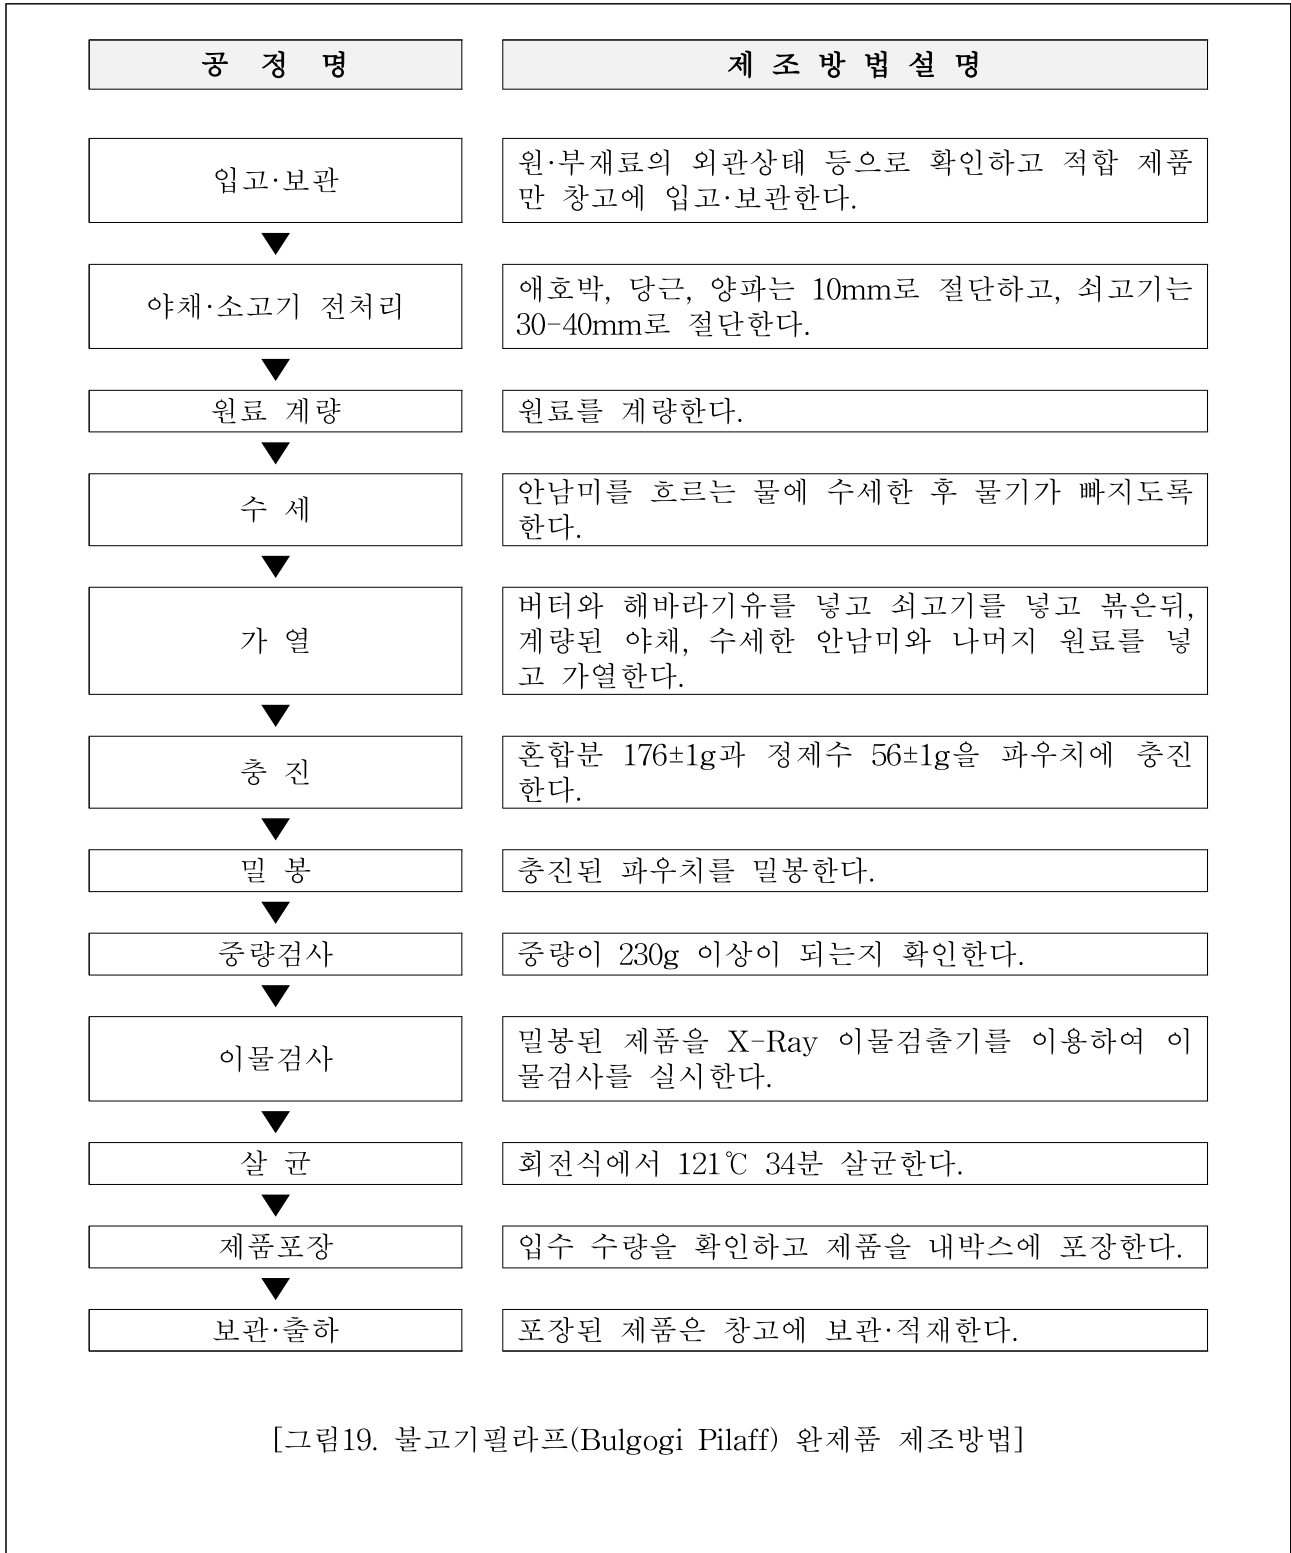 공 정 명
제 조 방 법 설 명
입고·보관
원·부재료의 외관상태 등으로 확인하고 적합 제품
만 창고에 입고·보관한다.
야채·소고기 전처리
애호박, 당근, 양파는 10mm로 절단하고, 쇠고기는
30-40mm로 절단한다.
원료 계량
원료를 계량한다.
수 세
안남미를 흐르는 물에 수세한 후 물기가 빠지도록
한다.
가 열
버터와 해바라기유를 넣고 쇠고기를 넣고 볶은뒤,
계량된 야채, 수세한 안남미와 나머지 원료를 넣
고 가열한다.
충 진
혼합분 176±1g과 정제수 56±1g을 파우치에 충진
한다.
밀 봉
충진된 파우치를 밀봉한다.
중량검사
중량이 230g 이상이 되는지 확인한다.
이물검사
밀봉된 제품을 X-Ray 이물검출기를 이용하여 이
물검사를 실시한다.
살 균
회전식에서 121℃ 34분 살균한다.
제품포장
입수 수량을 확인하고 제품을 내박스에 포장한다.
보관·출하
포장된 제품은 창고에 보관·적재한다.
[그림19. 불고기필라프(Bulgogi Pilaff) 완제품 제조방법]